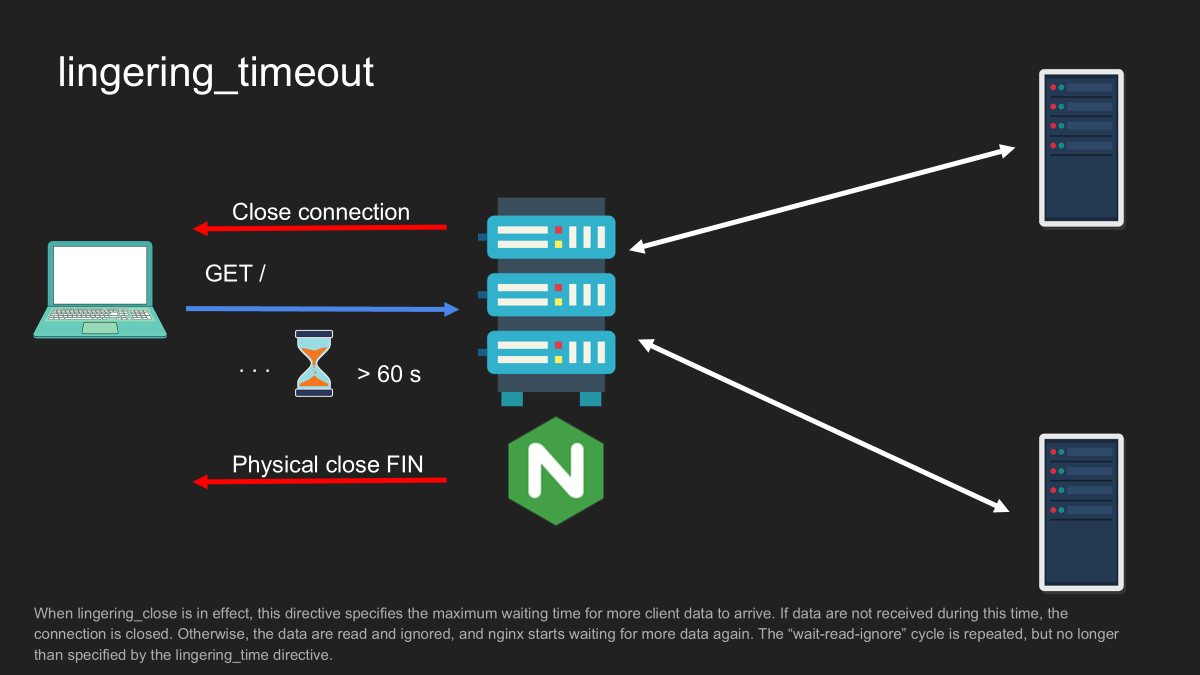 lingering_timeout
Close connection
GET /
. . .
> 60 s
Physical close FIN
N
When lingering_close is in effect, this directive specifies the maximum waiting time for more client data to arrive. If data are not received during this time, the
connection is closed. Otherwise, the data are read and ignored, and nginx starts waiting for more data again. The “wait-read-ignore” cycle is repeated, but no longer
than specified by the lingering_time directive.